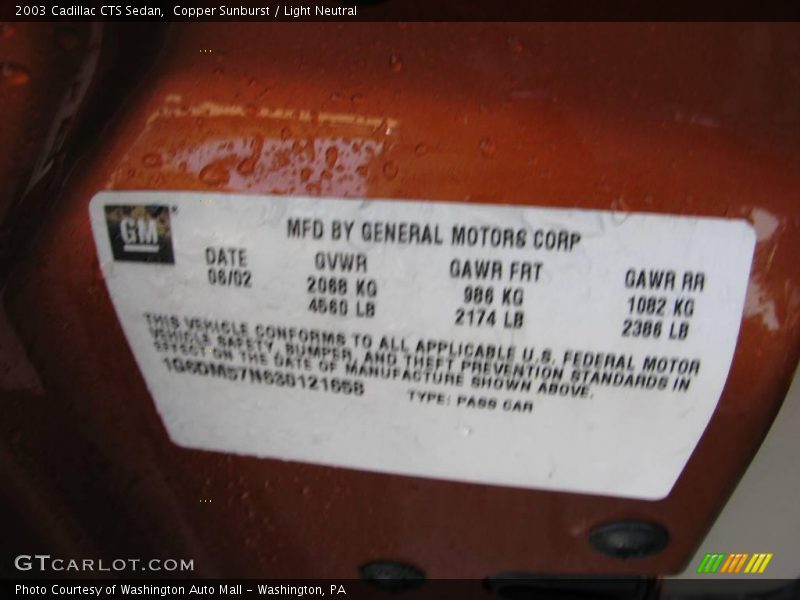 2003 Cadillac CTS Sedan,  Copper Sunburst / Light Neutral
GM
MFD BY GENERAL MOTORS CORP
DATE GVWR GAWR FRT GAWR RR
08/02 2068 KG 986 KG 1082 KG
4560 LB 2174 LB 2386 LB
THIS VEHICLE CONFORMS TO ALL APPLICABLE U.S. FEDERAL MOTOR
VEHICLE SAFETY, BUMPER, AND THEFT PREVENTION STANDARDS IN
EFFECT ON THE DATE OF MANUFACTURE SHOWN ABOVE.
1G6DM57N630121658 TYPE: PASS CAR
GTCARLOT.COM
Photo Courtesy of Washington Auto Mall - Washington, PA